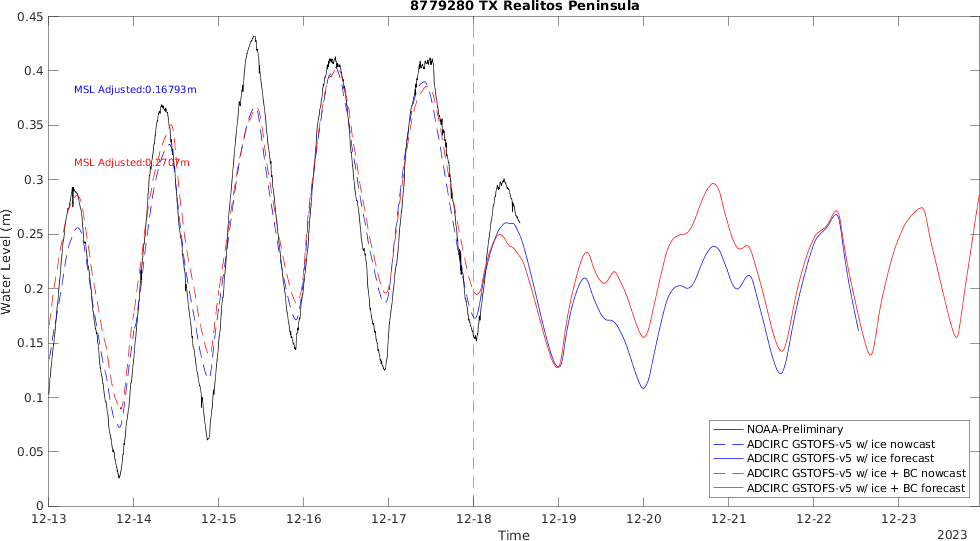 8779280 TX Realitos Peninsula
0.45
0.4
0.35
0.3
0.25
0.2
0.15
0.1
0.05
0
Water Level (m)
MSL Adjusted:0.16793m
MSL Adjusted:0.2707m
NOAA-Preliminary
ADCIRC GSTOFS-v5 w/ ice nowcast
ADCIRC GSTOFS-v5 w/ ice forecast
ADCIRC GSTOFS-v5 w/ ice + BC nowcast
ADCIRC GSTOFS-v5 w/ ice + BC forecast
12-13 12-14 12-15 12-16 12-17 12-18 12-19 12-20 12-21 12-22 12-23
Time
2023